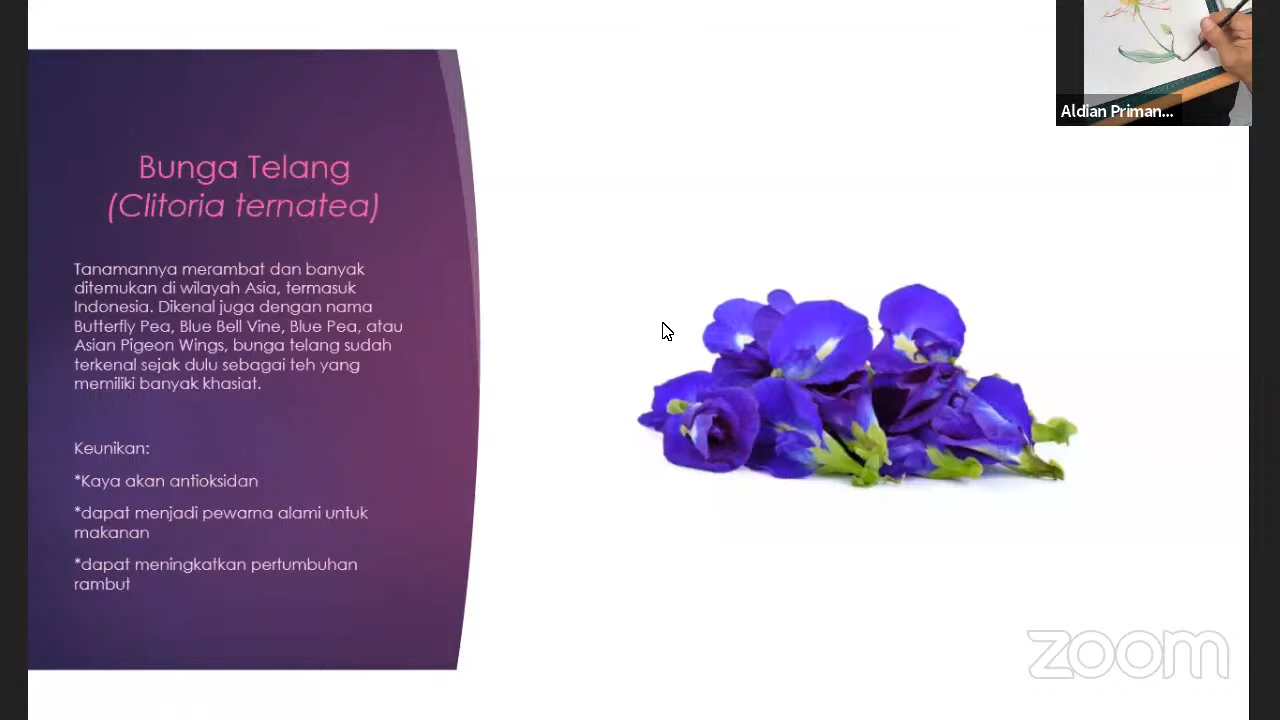 Aldian Priman...
Bunga Telang
(Clitoria ternatea)
Tanamannya merambat dan banyak
ditemukan di wilayah Asia, termasuk
Indonesia. Dikenal juga dengan nama
Butterfly Pea, Blue Bell Vine, Blue Pea, atau
Asian Pigeon Wings, bunga telang sudah
terkenal sejak dulu sebagai teh yang
memiliki banyak khasiat.
Keunikan:
*Kaya akan antioksidan
*dapat menjadi pewarna alami untuk
makanan
*dapat meningkatkan pertumbuhan
rambut
zoom